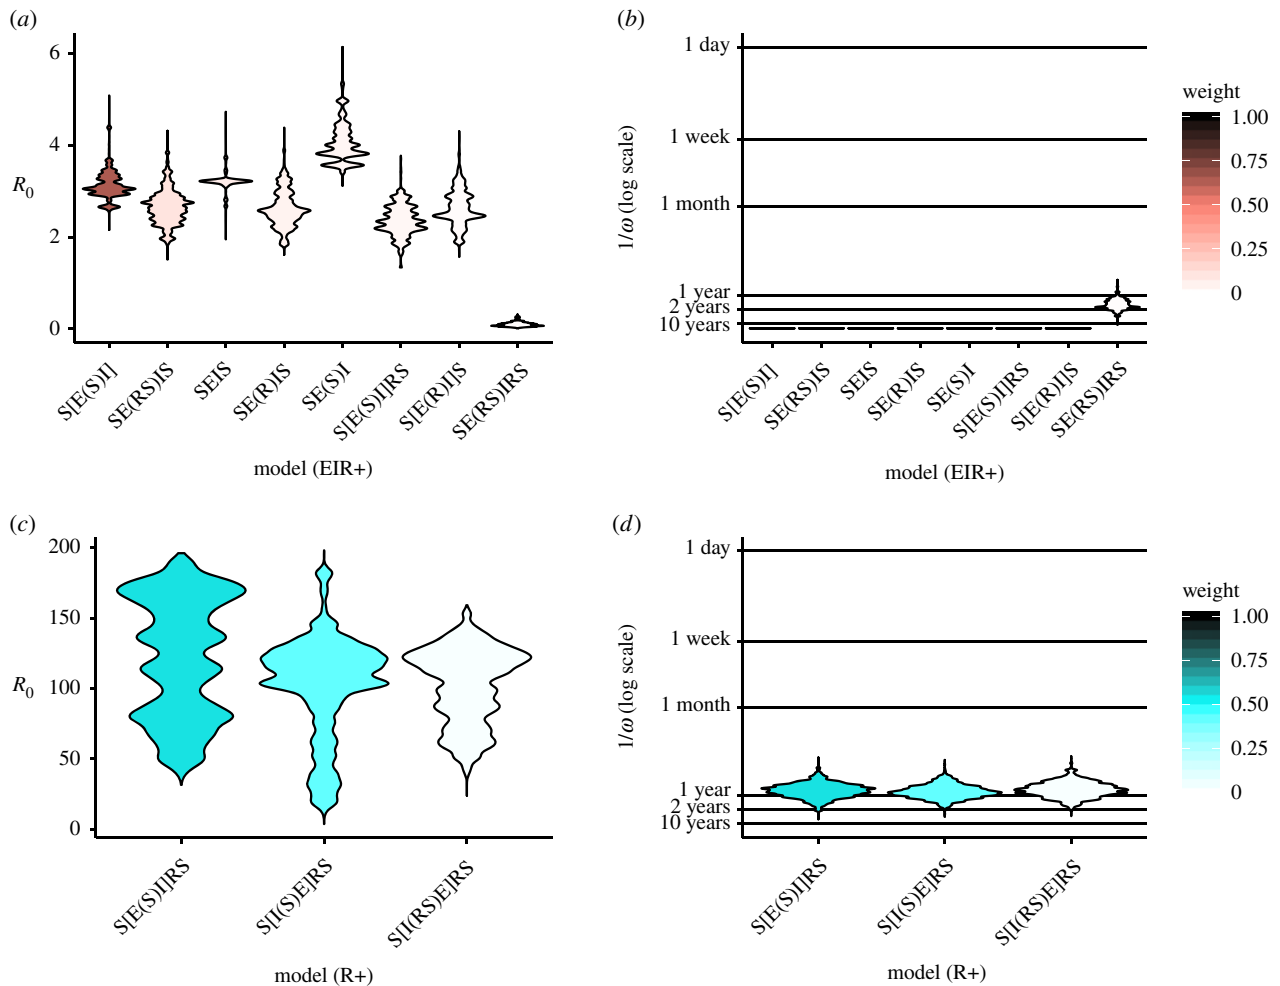 (a)
6
4
2
0
R0
S[E(S)I]
SE(RS)IS
SEIS
SE(R)IS
SE(S)I
S[E(S)I]RS
S[E(R)I]S
SE(RS)IRS
model (EIR+)
(b)
1 day
1 week
1 month
1 year
2 years
10 years
1/ω (log scale)
S[E(S)I]
SE(RS)IS
SEIS
SE(R)IS
SE(S)I
S[E(S)I]RS
S[E(R)I]S
SE(RS)IRS
model (EIR+)
weight
1.00
0.75
0.50
0.25
0
(c)
200
150
100
50
0
R0
S[E(S)I]RS
S[I(S)E]RS
S[I(RS)E]RS
model (R+)
(d)
1 day
1 week
1 month
1 year
2 years
10 years
1/ω (log scale)
S[E(S)I]RS
S[I(S)E]RS
S[I(RS)E]RS
model (R+)
weight
1.00
0.75
0.50
0.25
0